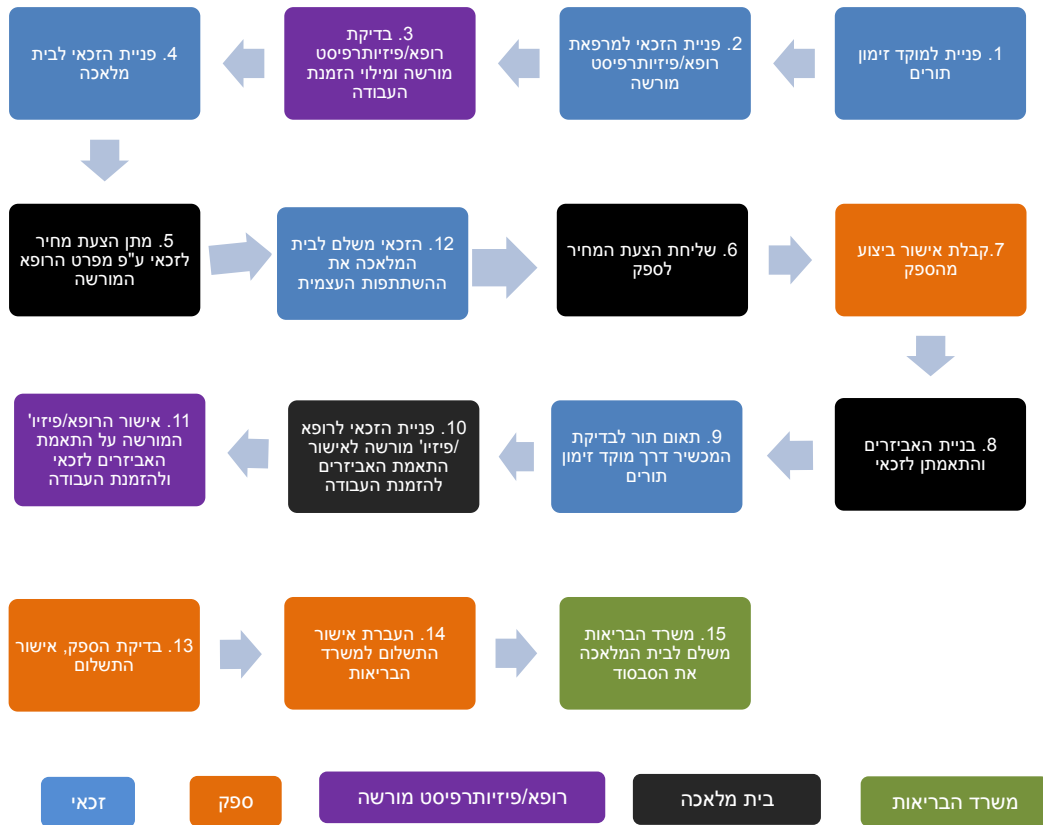 1. פניית למוקד זימון
תורים
2. פניית הזכאי למרפאת
רופא/פיזיותרפיסט
מורשה
3. בדיקת
רופא/פיזיותרפיסט
מורשה ומילוי הזמנת
העבודה
4. פניית הזכאי לבית
מלאכה
5. מתן הצעת מחיר
לזכאי ע"פ מפרט הרופא
המורשה
12. הזכאי משלם לבית
המלאכה את
ההשתתפות העצמית
6. שליחת הצעת המחיר
לספק
7.קבלת אישור ביצוע
מהספק
8. בניית האביזרים
והתאמתן לזכאי
9. תאום תור לבדיקת
המכשיר דרך מוקד זימון
תורים
10. פניית הזכאי לרופא
/פיזיו' מורשה לאישור
התאמת האביזרים
להזמנת העבודה
11. אישור הרופא/פיזיו'
המורשה על התאמת
האביזרים לזכאי
ולהזמנת העבודה
13. בדיקת הספק, אישור
התשלום
14. העברת אישור
התשלום למשרד
הבריאות
15. משרד הבריאות
משלם לבית המלאכה
את הסבסוד
משרד הבריאות
בית מלאכה
רופא/פיזיותרפיסט מורשה
ספק
זכאי